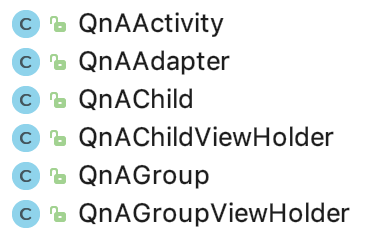 C QnAActivity
C QnAAdapter
C QnAChild
C QnAChildViewHolder
C QnAGroup
C QnAGroupViewHolder